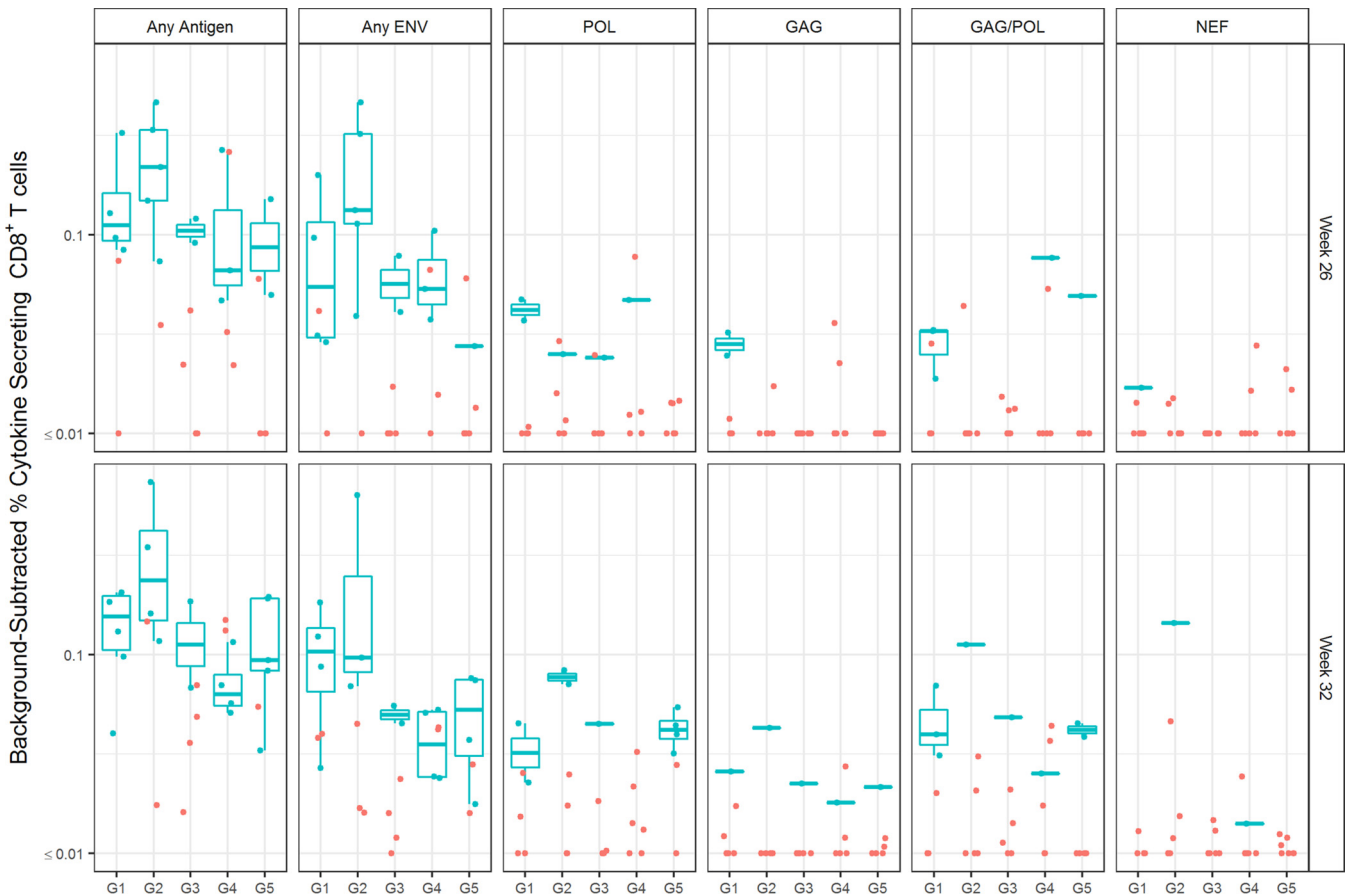 Any Antigen Any ENV POL GAG GAG/POL NEF
Background-Subtracted % Cytokine Secreting CD8+ T cells
0.1
≤ 0.01
Week 26
0.1
≤ 0.01
Week 32
G1 G2 G3 G4 G5 G1 G2 G3 G4 G5 G1 G2 G3 G4 G5 G1 G2 G3 G4 G5 G1 G2 G3 G4 G5 G1 G2 G3 G4 G5